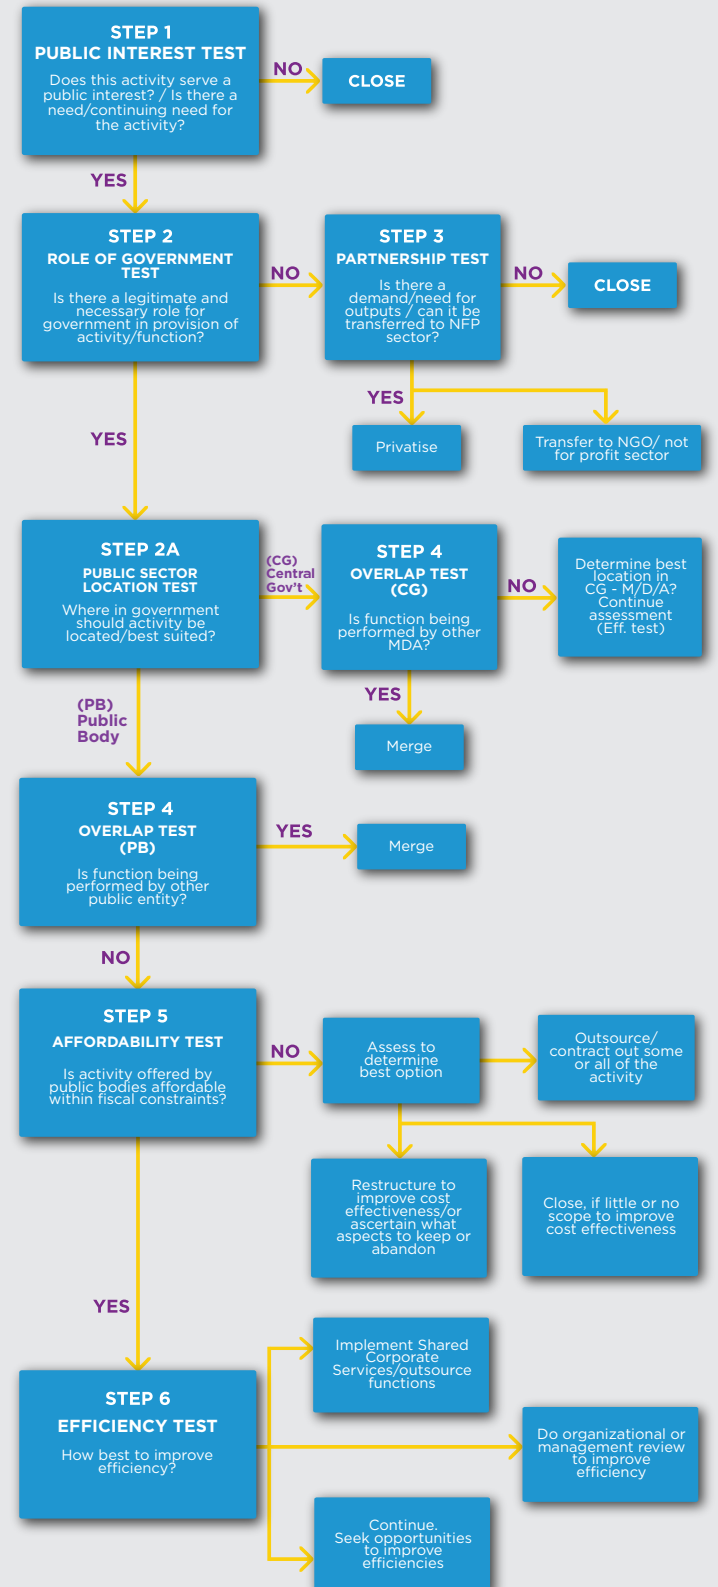 STEP 1
PUBLIC INTEREST TEST
Does this activity serve a
public interest? / Is there a
need/continuing need for
the activity?
NO
CLOSE
YES
STEP 2
ROLE OF GOVERNMENT
TEST
Is there a legitimate and
necessary role for
government in provision of
activity/function?
NO
STEP 3
PARTNERSHIP TEST
Is there a
demand/need for
outputs / can it be
transferred to NFP
sector?
NO
CLOSE
YES
Privatise
Transfer to NGO/ not
for profit sector
YES
STEP 2A
PUBLIC SECTOR
LOCATION TEST
Where in government
should activity be
located/best suited?
(CG)
Central
Gov't
STEP 4
OVERLAP TEST
(CG)
Is function being
performed by other
MDA?
NO
Determine best
location in
CG - M/D/A?
Continue
assessment
(Eff. test)
YES
Merge
(PB)
Public
Body
STEP 4
OVERLAP TEST
(PB)
Is function being
performed by other
public entity?
YES
Merge
NO
STEP 5
AFFORDABILITY TEST
Is activity offered by
public bodies affordable
within fiscal constraints?
NO
Assess to
determine
best option
Outsource/
contract out some
or all of the
activity
Restructure to
improve cost
effectiveness/or
ascertain what
aspects to keep or
abandon
Close, if little or no
scope to improve
cost effectiveness
YES
STEP 6
EFFICIENCY TEST
How best to improve
efficiency?
Implement Shared
Corporate
Services/outsource
functions
Do organizational or
management review
to improve
efficiency
Continue.
Seek opportunities
to improve
efficiencies